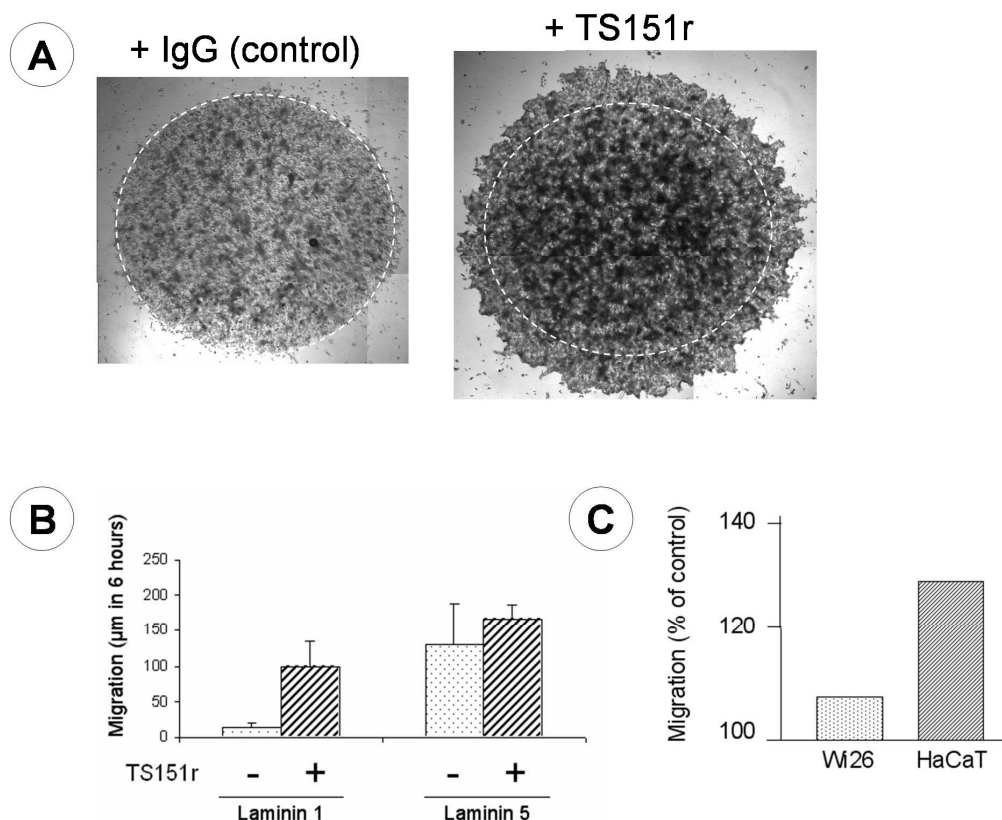 A
+ IgG (control)
+ TS151r
B
Migration (µm in 6 hours)
250
200
150
100
50
0
TS151r
- + - +
Laminin 1 Laminin 5
C
Migration (% of control)
140
120
100
Wi26 HaCaT